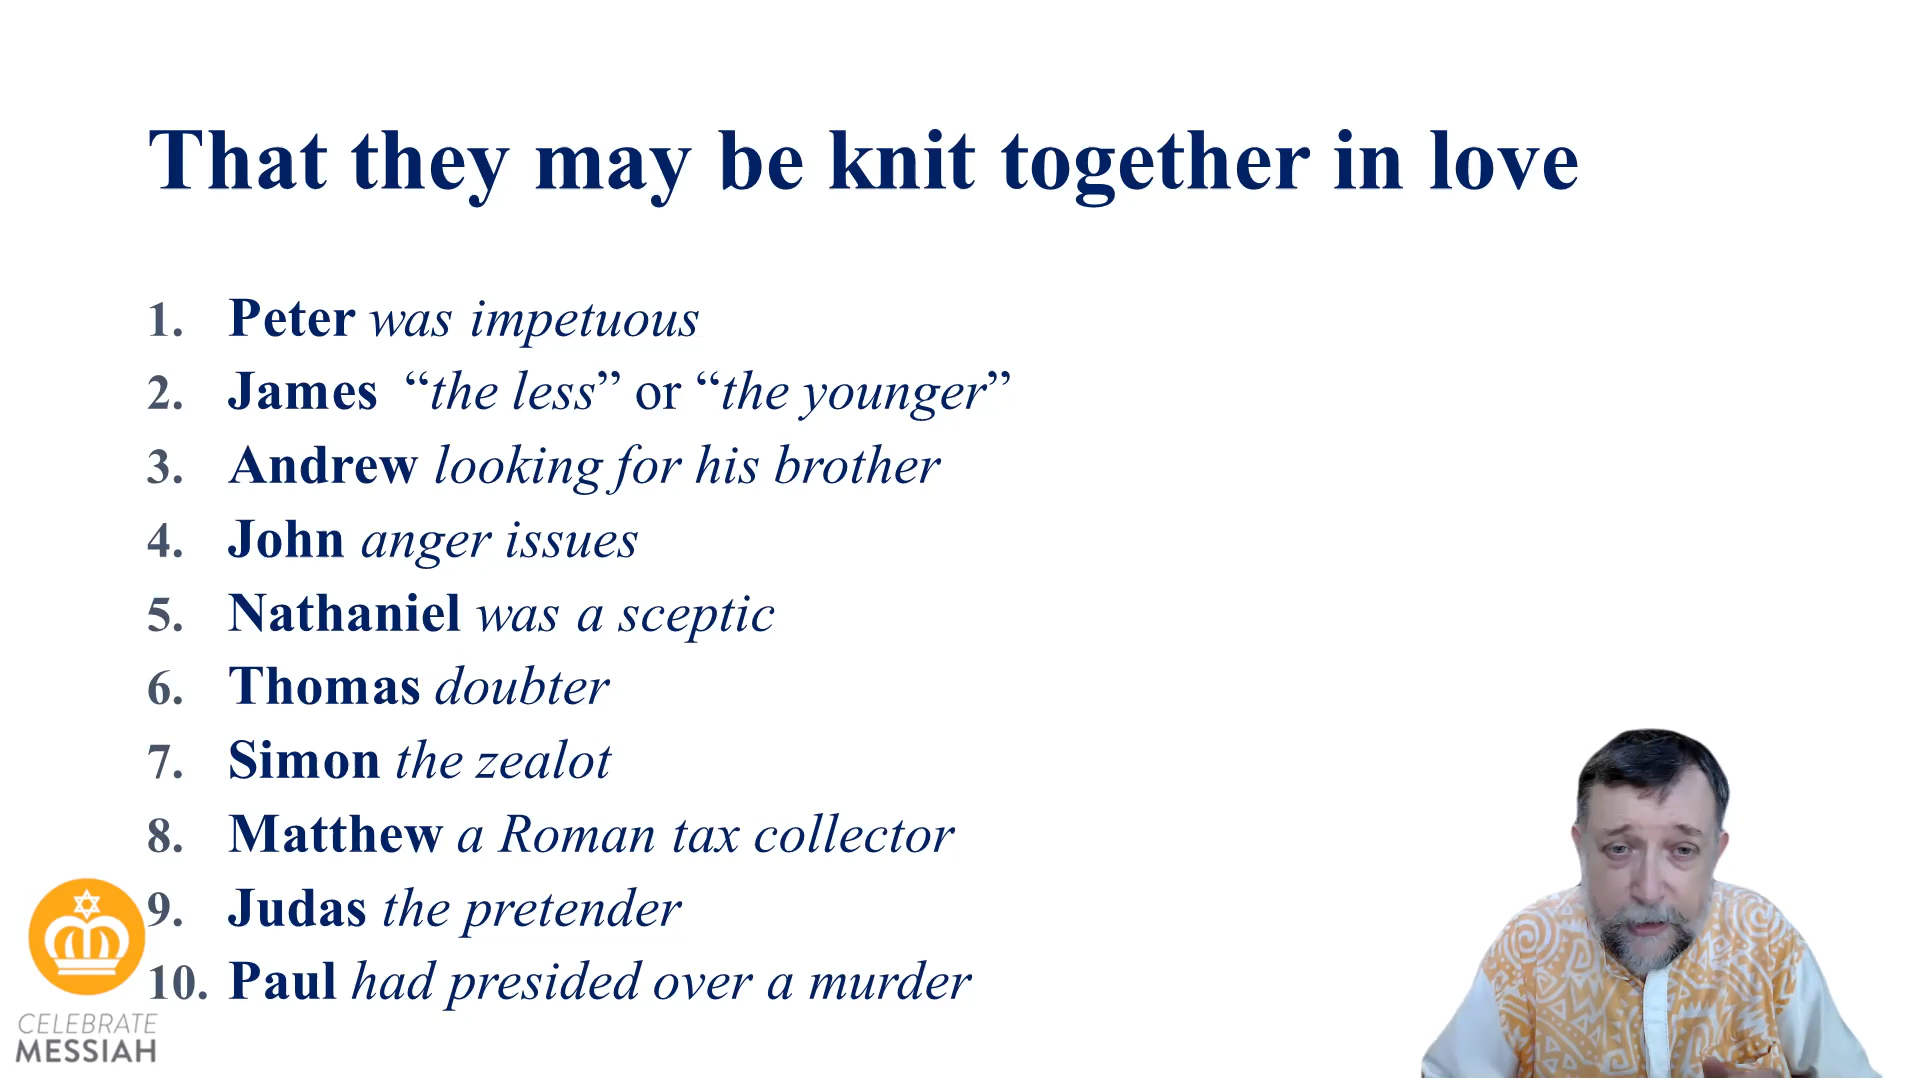 That they may be knit together in love
1. Peter was impetuous
2. James “the less” or “the younger”
3. Andrew looking for his brother
4. John anger issues
5. Nathaniel was a sceptic
6. Thomas doubter
7. Simon the zealot
8. Matthew a Roman tax collector
9. Judas the pretender
10. Paul had presided over a murder
CELEBRATE
MESSIAH